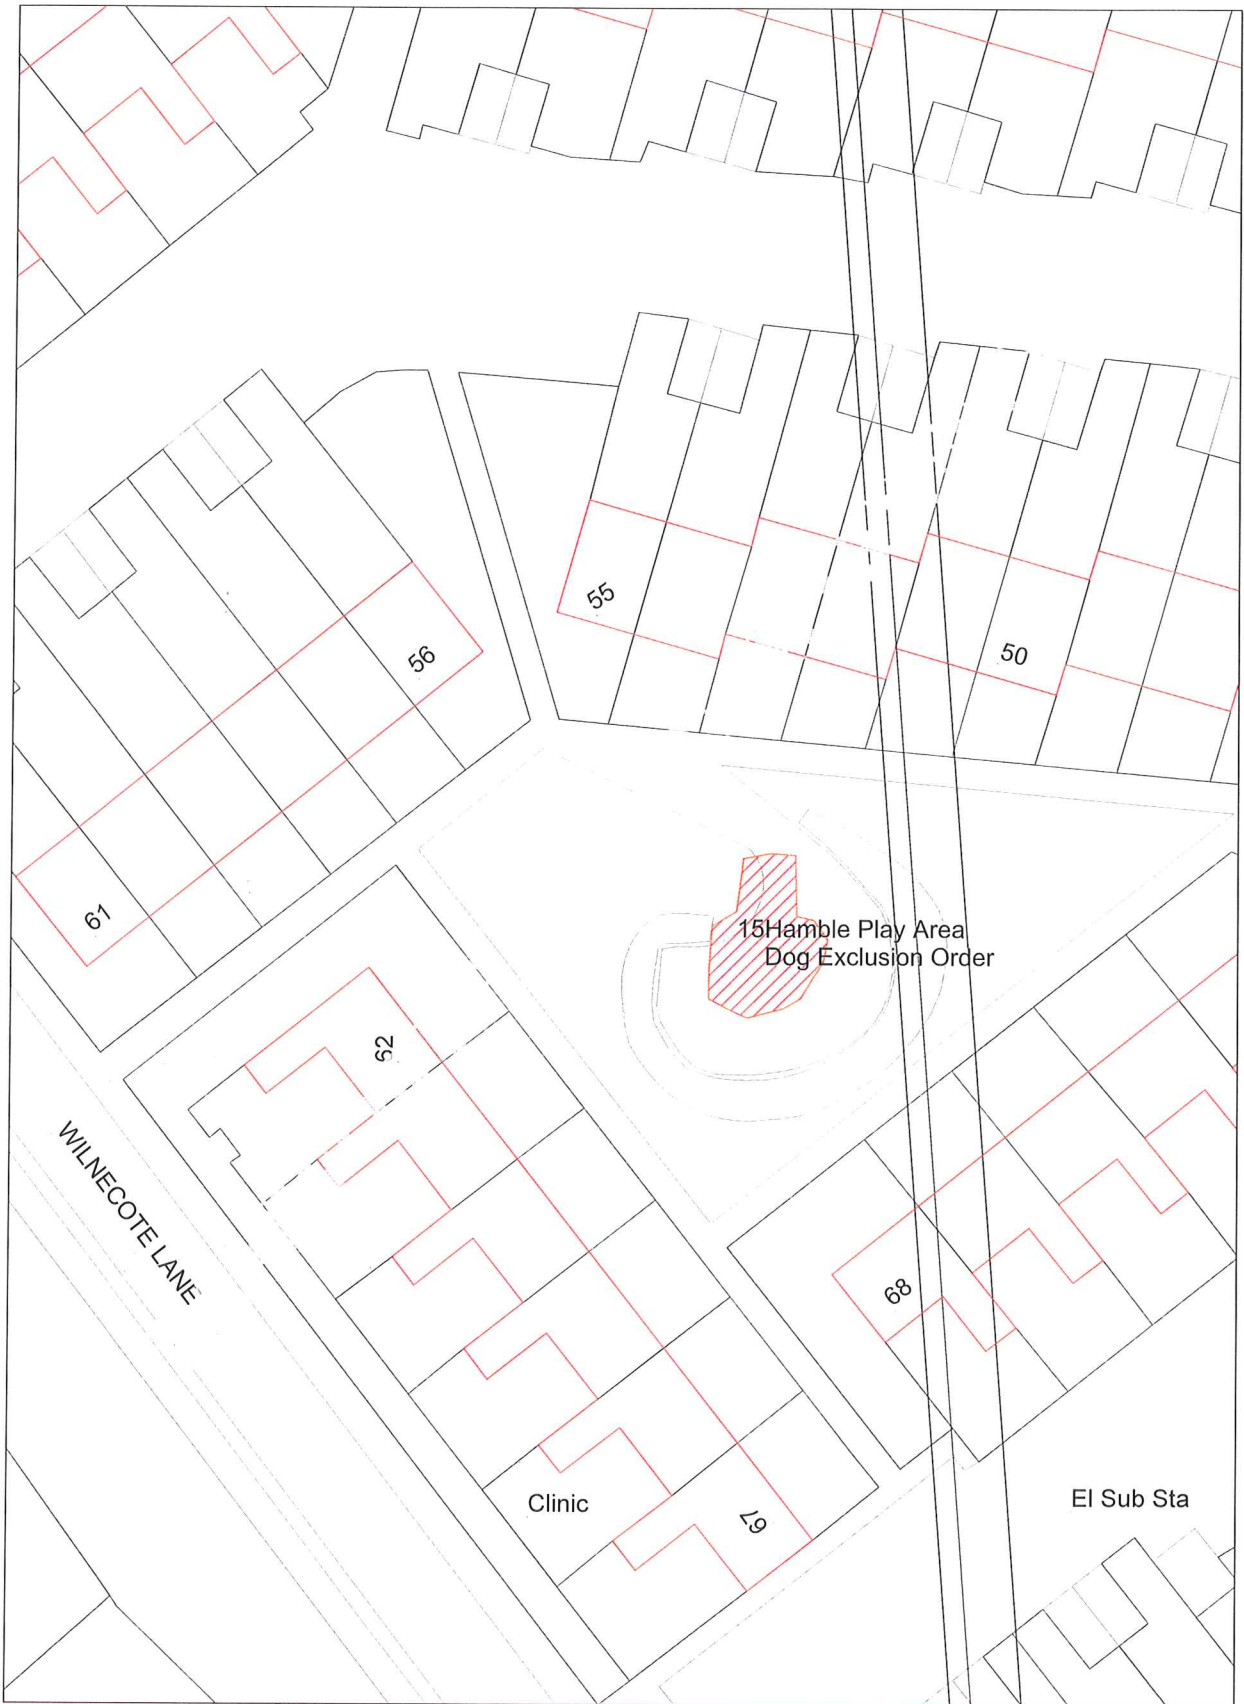 55
56
50
61
15Hamble Play Area
Dog Exclusion Order
62
WILNECOTE LANE
68
Clinic
67
El Sub Sta